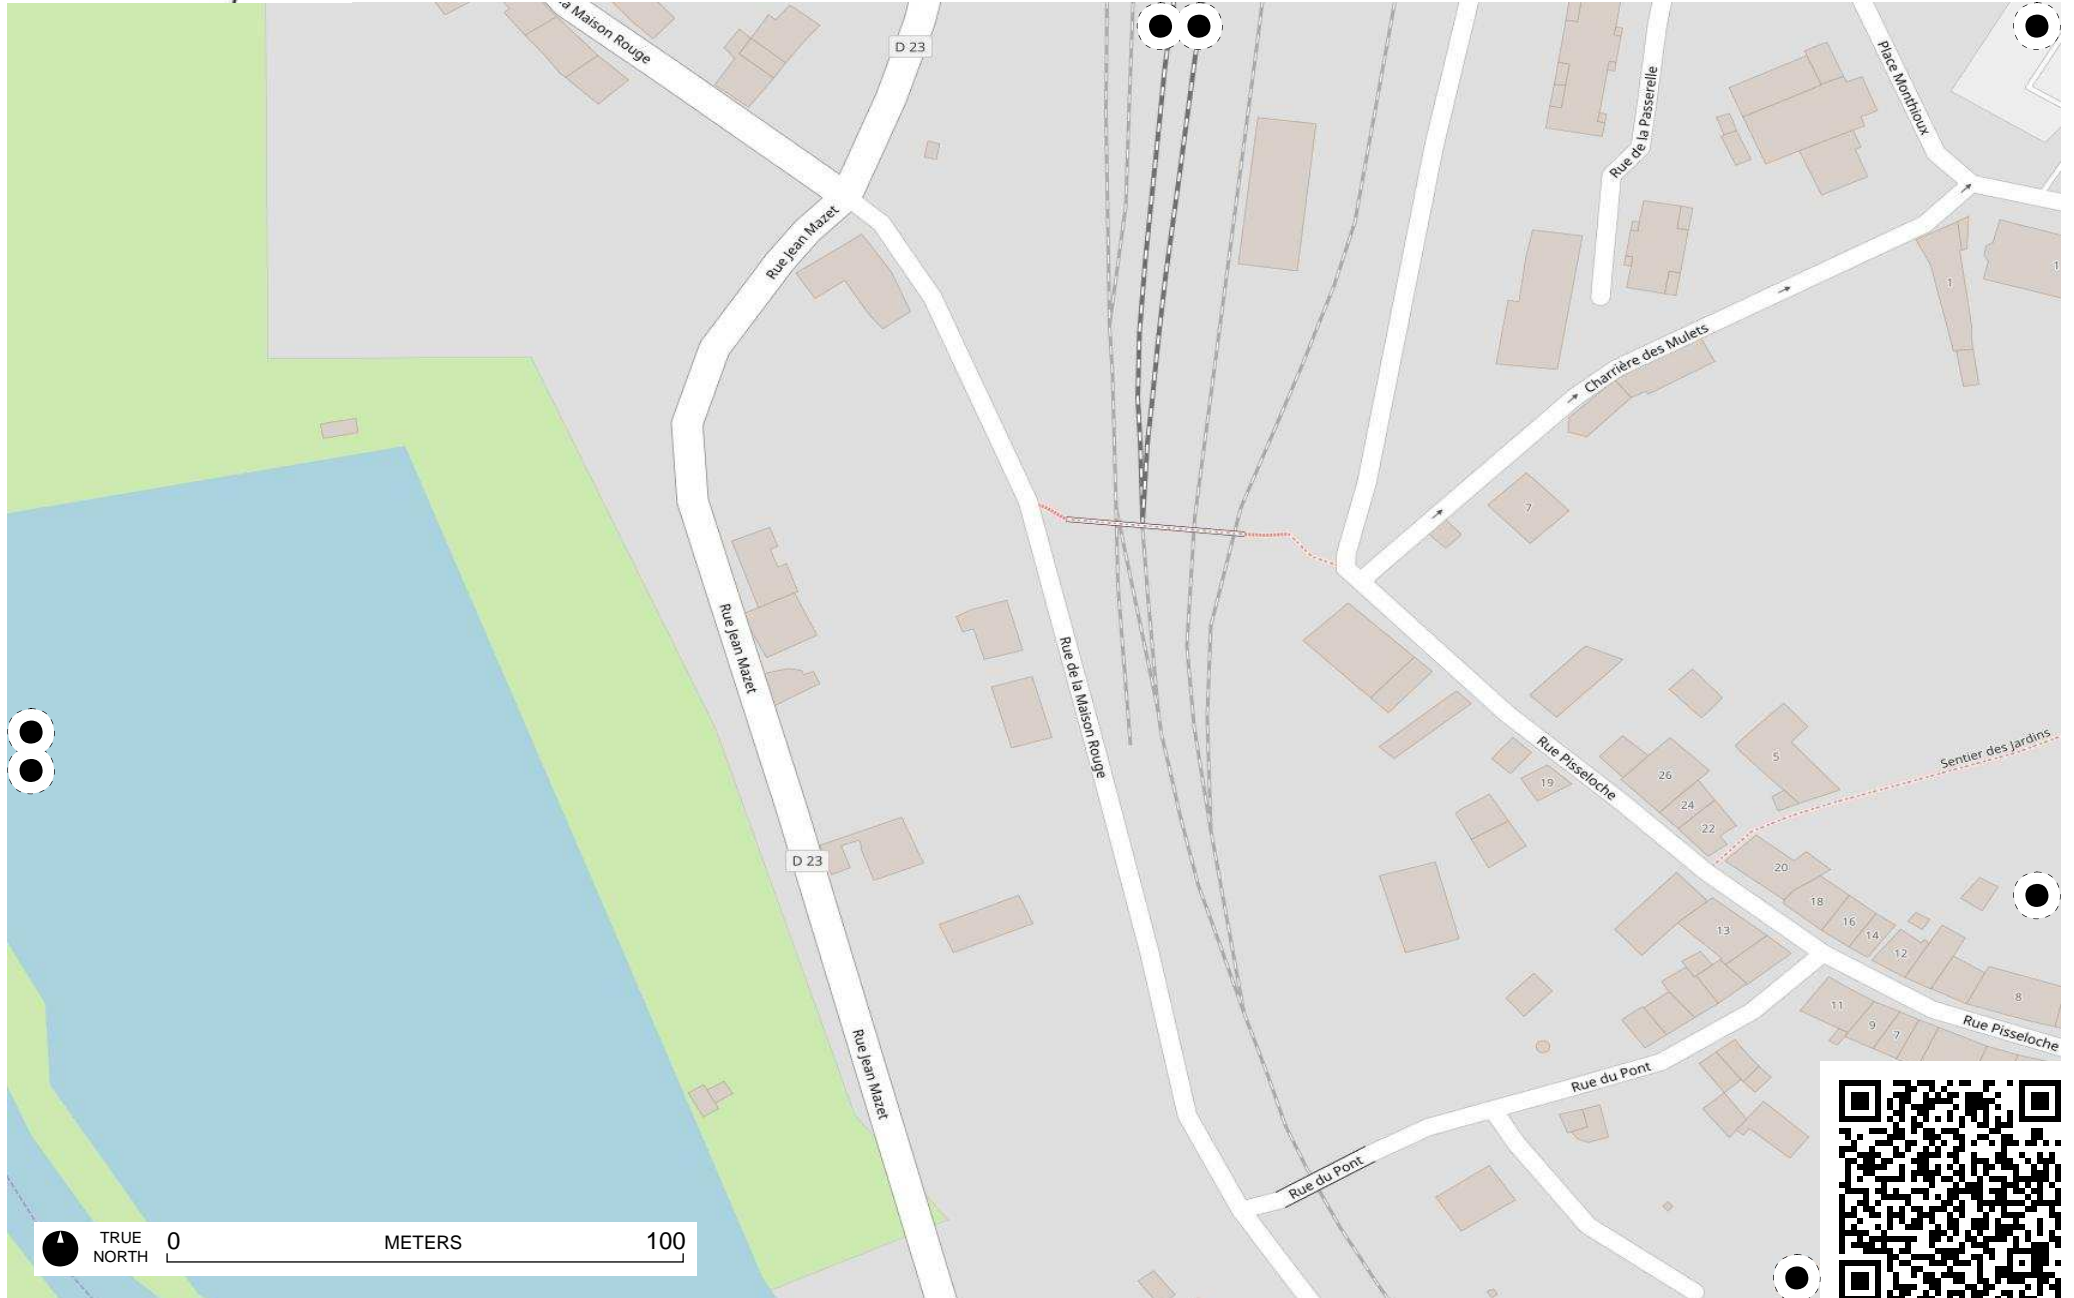 la Maison Rouge
D 23
Place Monthioux
Rue de la Passerelle
Rue Jean Mazet
1
1
Charrière des Mulets
7
Rue Jean Mazet
Rue de la Maison Rouge
Rue Pisseloche
Sentier des Jardins
5
26
19
24
22
D 23
20
18
16
14
13
12
8
11
9
7
Rue Pisseloche
Rue Jean Mazet
Rue du Pont
Rue du Pont
TRUE
NORTH
0
METERS
100